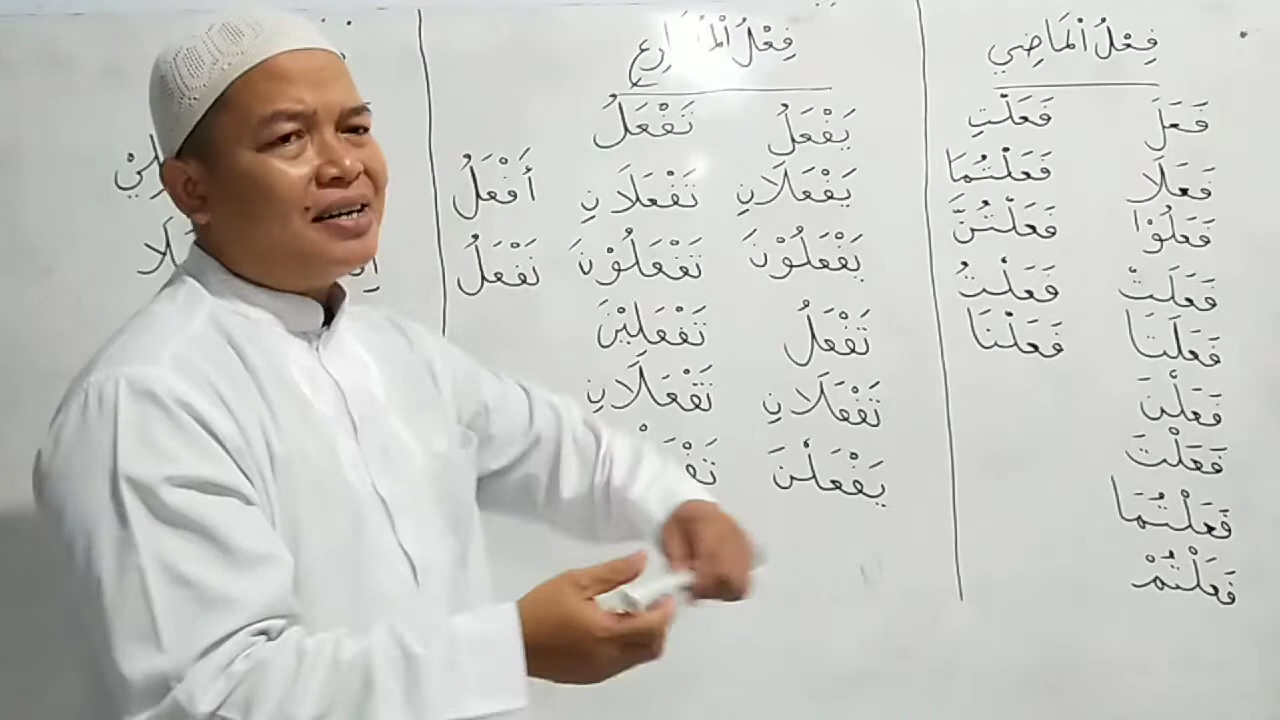 فِعْلُ الْمَاضِي
فَعَلَ
فَعَلَا
فَعَلُوْا
فَعَلَتْ
فَعَلَتَا
فَعَلْنَ
فَعَلْتَ
فَعَلْتُمَا
فَعَلْتُمْ
فَعَلْتِ
فَعَلْتُمَا
فَعَلْتُنَّ
فَعَلْتُ
فَعَلْنَا
فِعْلُ
يَفْعَلُ
يَفْعَلَانِ
يَفْعَلُوْنَ
تَفْعَلُ
تَفْعَلَانِ
يَفْعَلْنَ
تَفْعَلُ
تَفْعَلَانِ
تَفْعَلُوْنَ
تَفْعَلِيْنَ
تَفْعَلَانِ
أَفْعَلُ
نَفْعَلُ